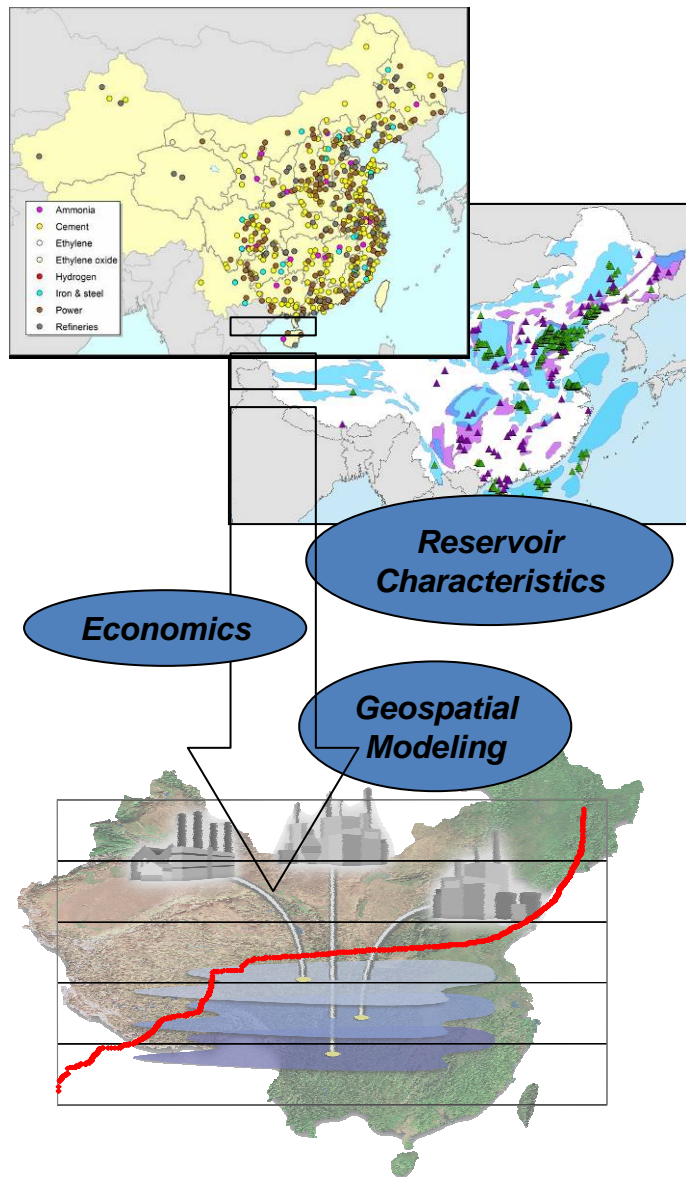 Ammonia
Cement
Ethylene
Ethylene oxide
Hydrogen
Iron & steel
Power
Refineries
Reservoir
Characteristics
Economics
Geospatial
Modeling